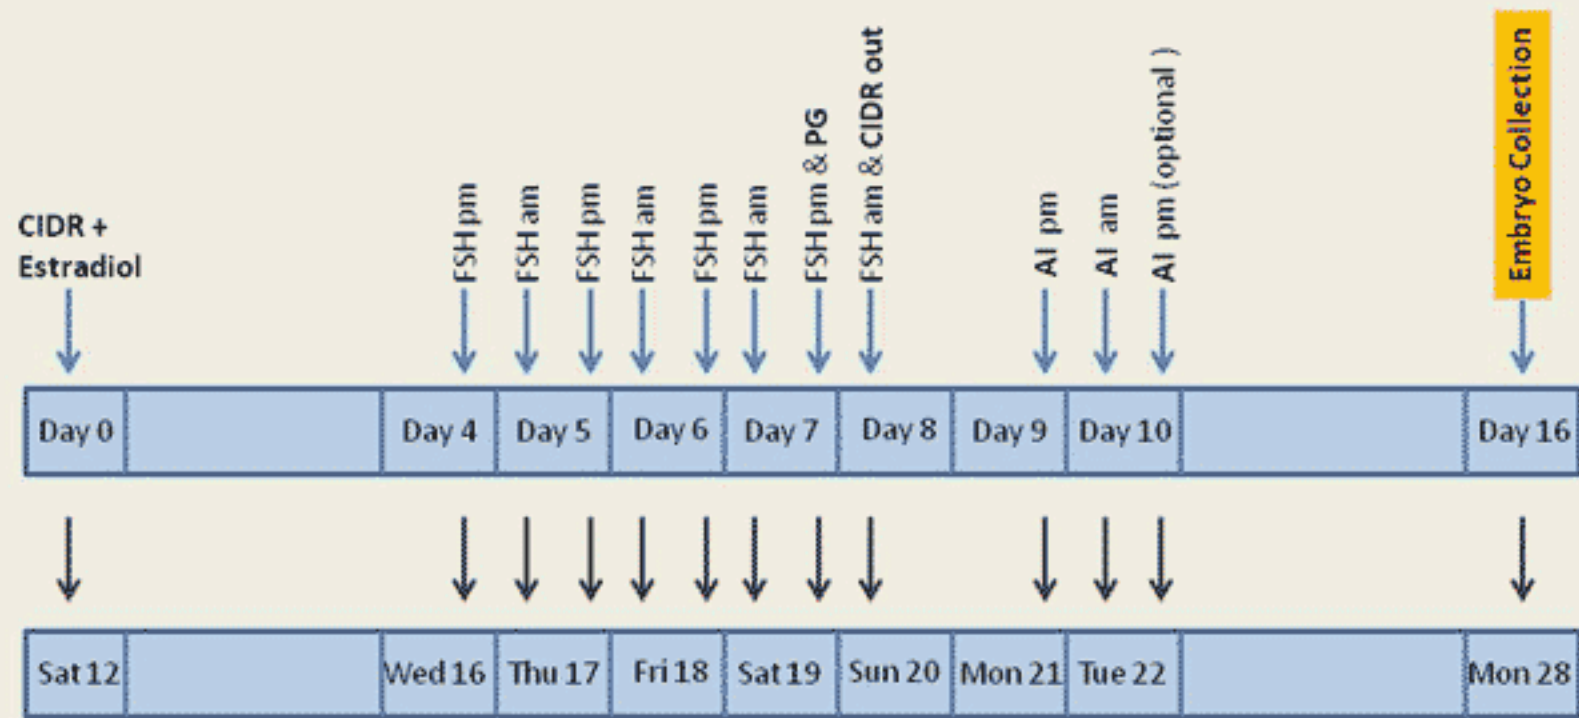 CIDR +
Estradiol
FSH pm
FSH am
FSH pm
FSH am
FSH pm
FSH am
FSH pm & PG
FSH am & CIDR out
AI pm
AI am
AI pm (optional )
Embryo Collection
Day 0
Day 4
Day 5
Day 6
Day 7
Day 8
Day 9
Day 10
Day 16
Sat 12
Wed 16
Thu 17
Fri 18
Sat 19
Sun 20
Mon 21
Tue 22
Mon 28